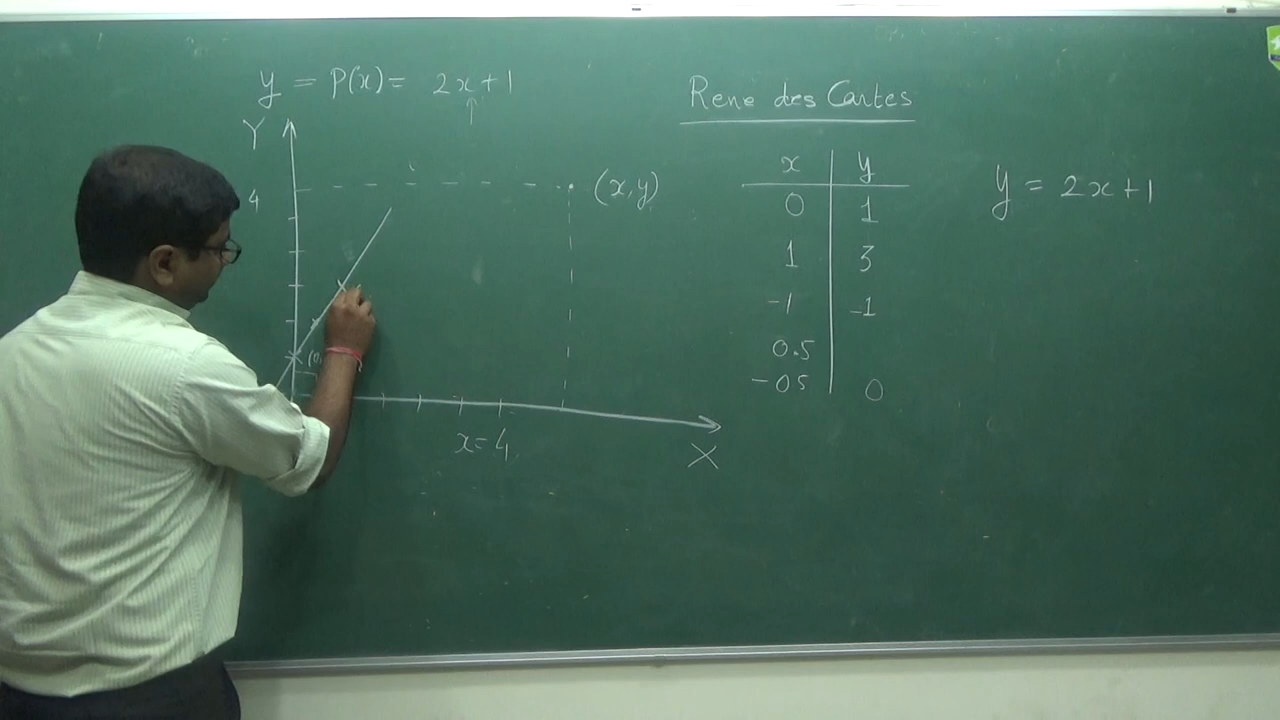 y = P(x) = 2x+1
Rene des Cartes
Y
4
(x,y)
(0,
x=4
X
x y
0 1
1 3
-1 -1
0.5
-05 0
y = 2x+1